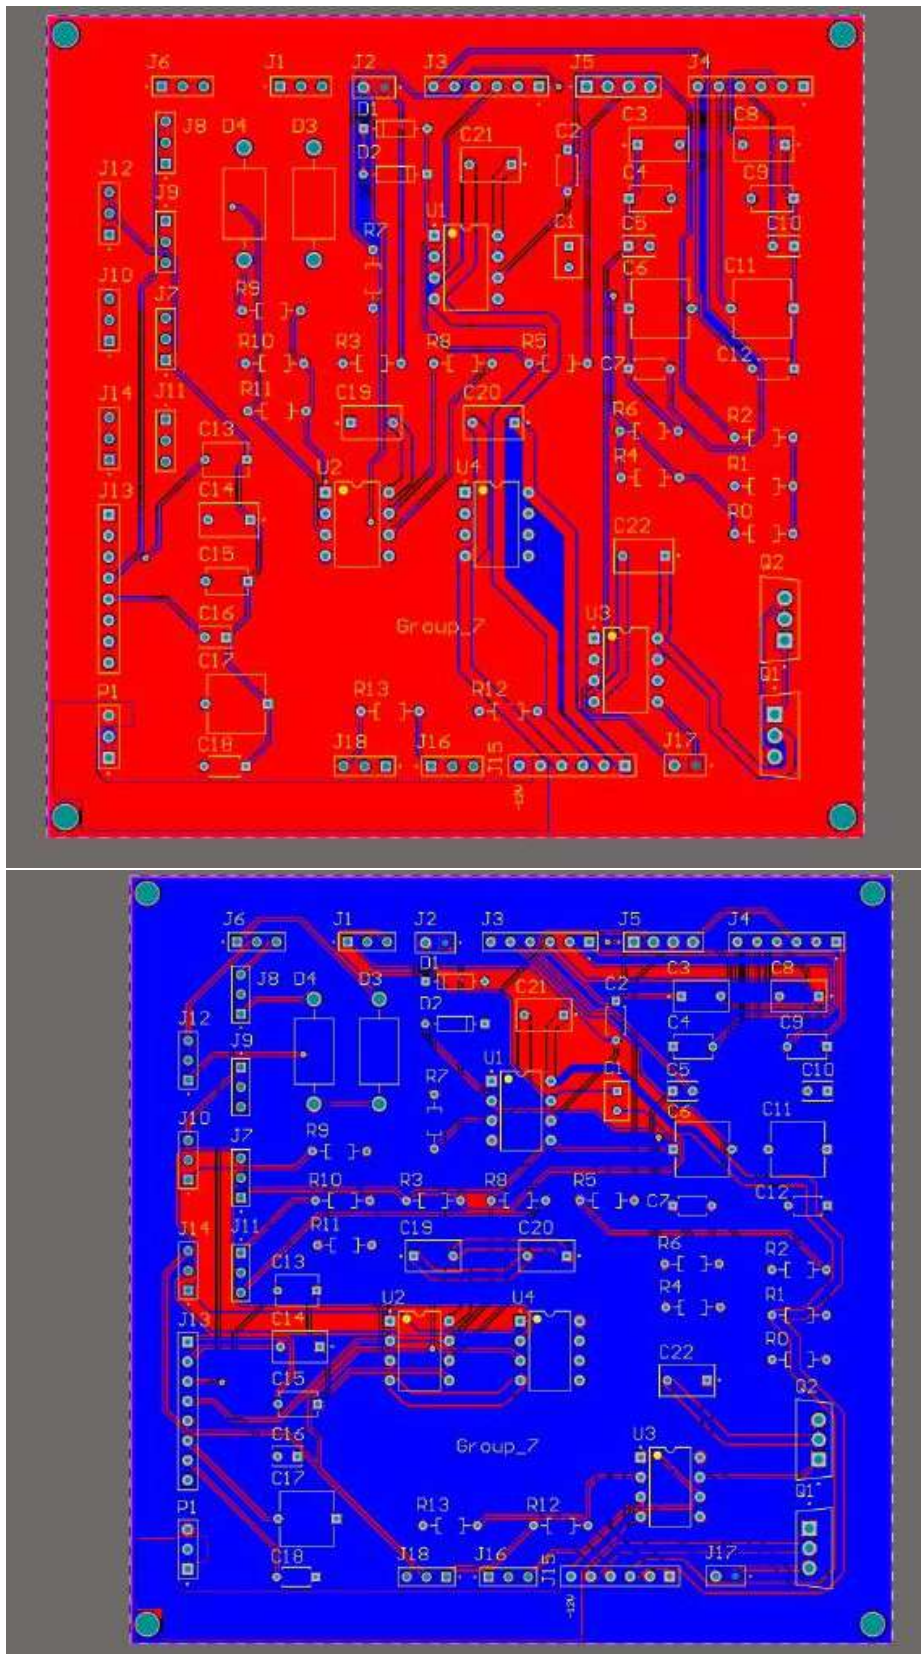 J6 J1 J2 J3 J5 J4
D1 C2 C3 C8
J8 D4 D3 C21
D2
J12 C4 C9
J9 U1 C1 C5 C10
R7
J10 J7 R9 C6 C11
R10 R3 R8 R5 C7 C12
J14 J11 R11 C19 C20 R6 R2
C13 R4 R1
J13 C14 U2 U4 R0
C15 C22 Q2
C16 Group_7 U3
C17 Q1
P1 R13 R12
C18 J18 J16 J15 J17
J6 J1 J2 J3 J5 J4
D1 C3 C8
J8 D4 D3 C21 C2
D2
J12 C4 C9
J9 U1 C1 C5 C10
R7
J10 J7 R9 C6 C11
R10 R3 R8 R5 C7 C12
J14 J11 R11 C19 C20 R6 R2
C13 R4 R1
J13 C14 U2 U4 R0
C15 C22 Q2
C16 Group_7 U3
C17 Q1
P1 R13 R12
C18 J18 J16 J15 J17
-12V